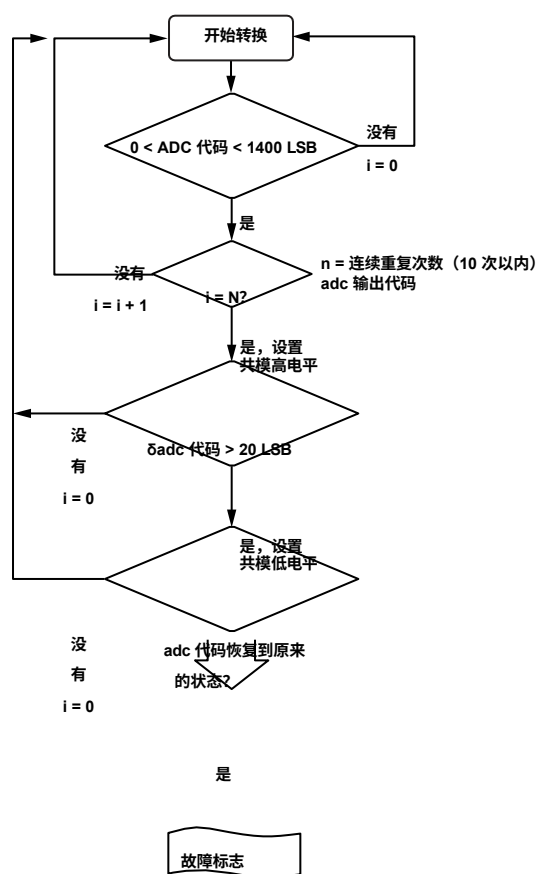 开始转换
没有
0 < ADC 代码 < 1400 LSB
i = 0
是
n = 连续重复次数（10 次以内）
没有
adc 输出代码
i = N?
i = i + 1
是，设置
共模高电平
没
有
i = 0
δadc 代码 > 20 LSB
是，设置
共模低电平
没
有
i = 0
adc 代码恢复到原来
的状态?
是
故障标志